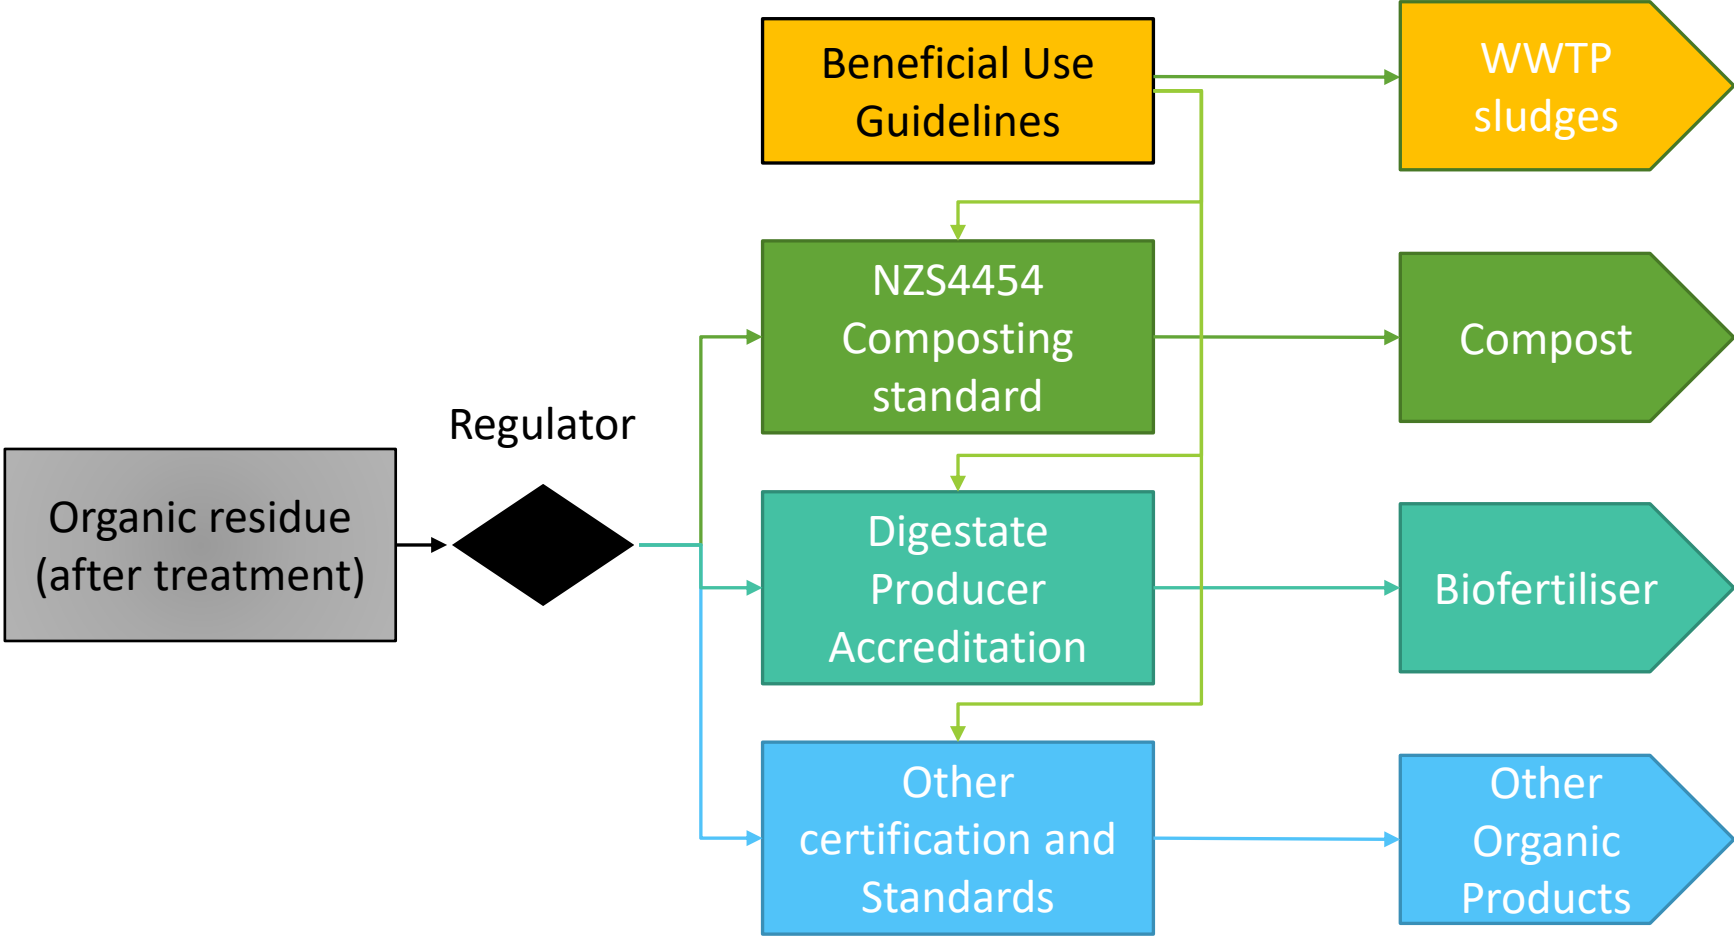 Beneficial Use
Guidelines
WWTP
sludges
NZS4454
Composting
standard
Compost
Regulator
Organic residue
(after treatment)
Digestate
Producer
Accreditation
Biofertiliser
Other
certification and
Standards
Other
Organic
Products